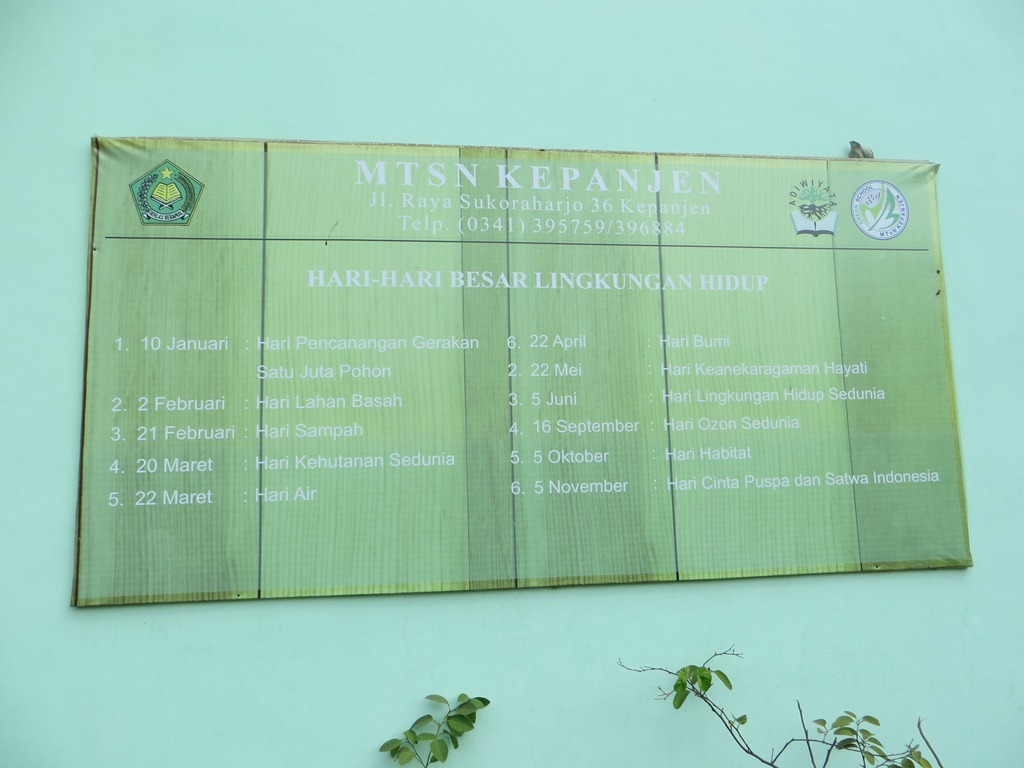 MTSN KEPANJEN
Jl. Raya Sukoraharjo 36 Kepanjen
Telp. (0341) 395759/396884
ADIWIYATA
GREEN SCHOOL
HARI-HARI BESAR LINGKUNGAN HIDUP
1. 10 Januari : Hari Pencanangan Gerakan
Satu Juta Pohon
2. 2 Februari : Hari Lahan Basah
3. 21 Februari : Hari Sampah
4. 20 Maret : Hari Kehutanan Sedunia
5. 22 Maret : Hari Air
6. 22 April : Hari Bumi
2. 22 Mei : Hari Keanekaragaman Hayati
3. 5 Juni : Hari Lingkungan Hidup Sedunia
4. 16 September : Hari Ozon Sedunia
5. 5 Oktober : Hari Habitat
6. 5 November : Hari Cinta Puspa dan Satwa Indonesia